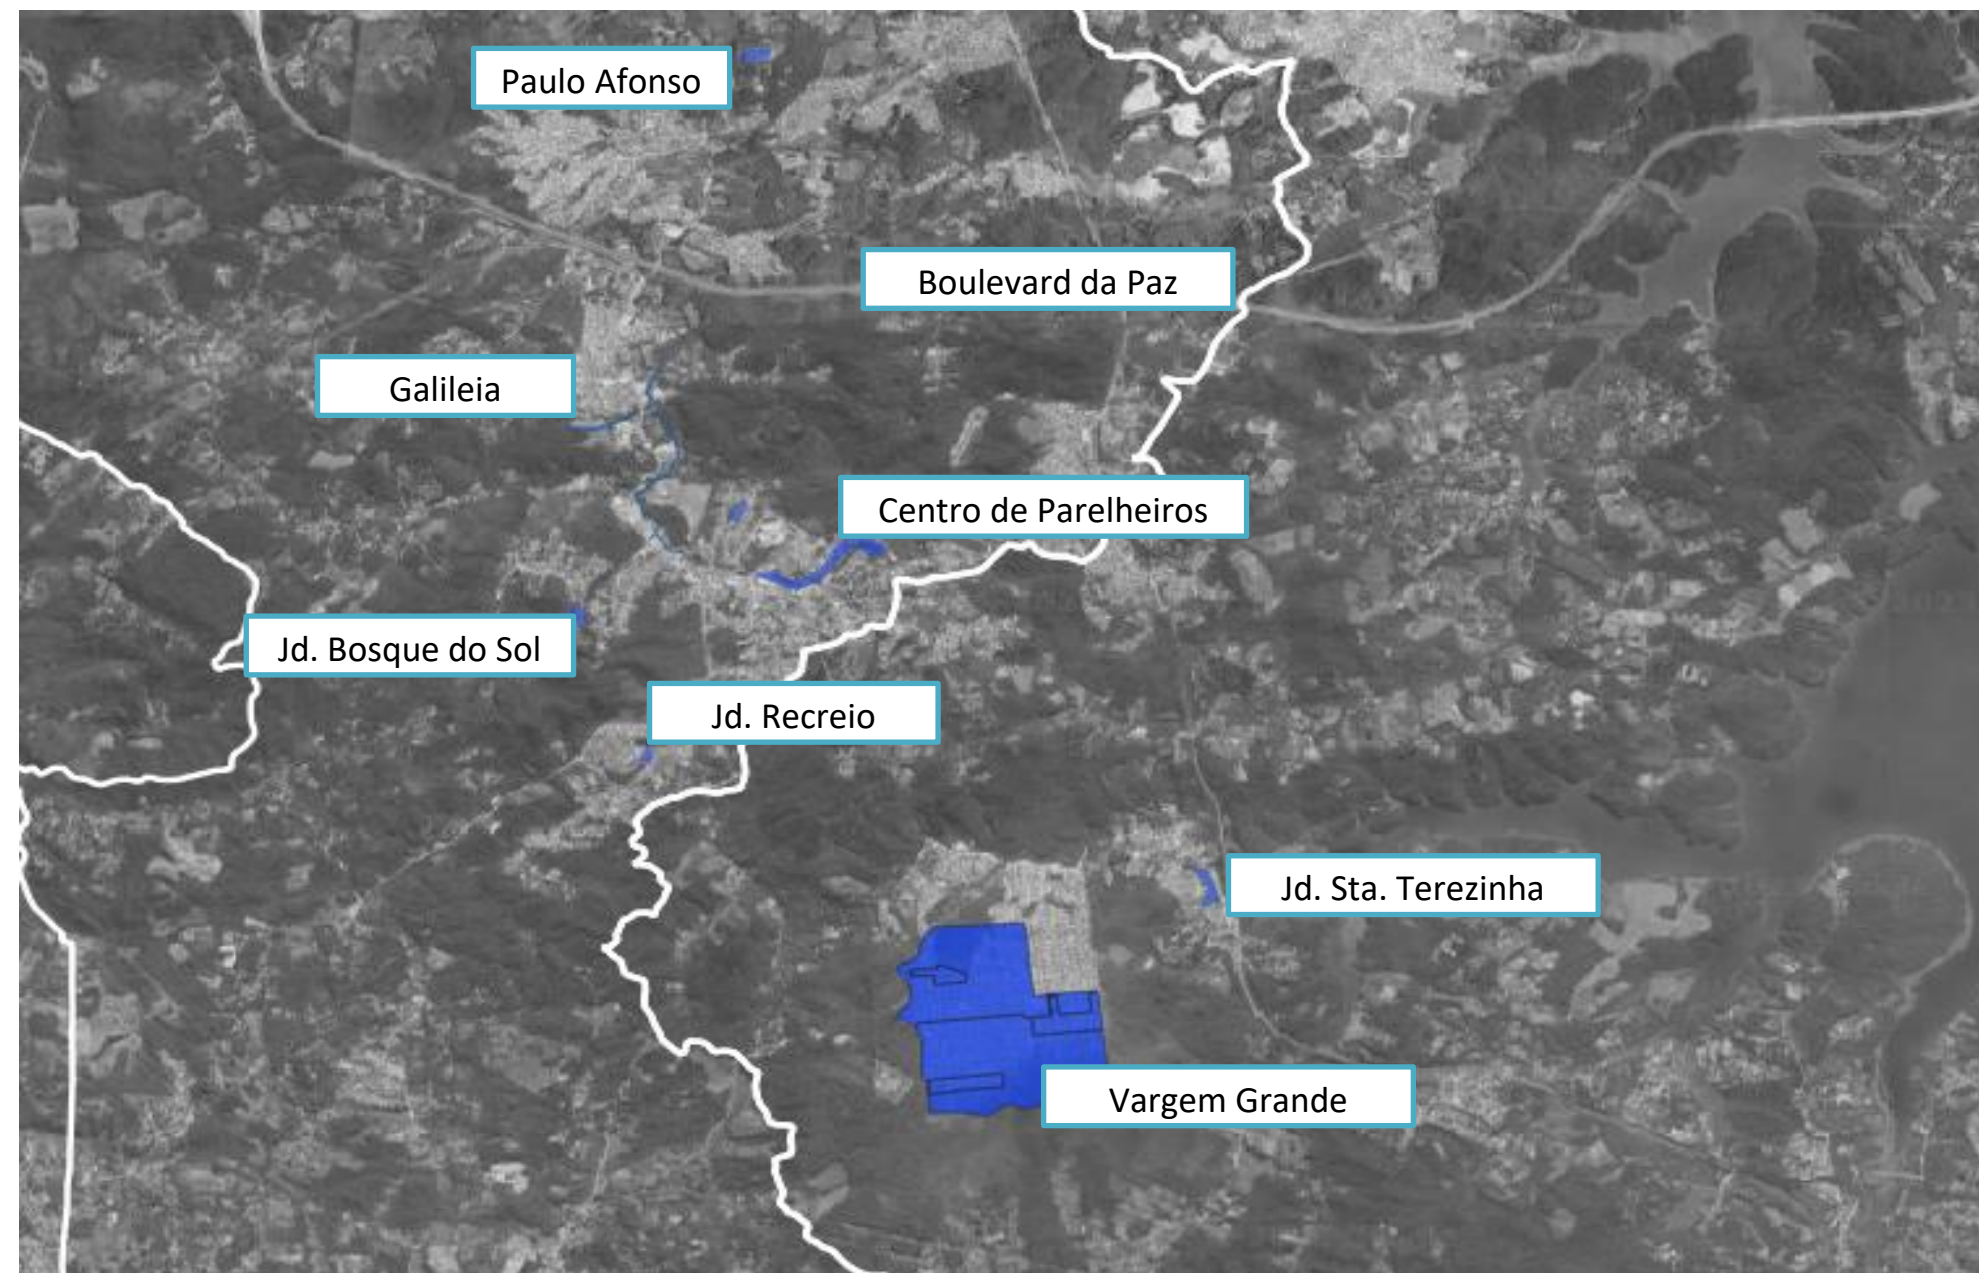 Paulo Afonso
Boulevard da Paz
Galileia
Centro de Parelheiros
Jd. Bosque do Sol
Jd. Recreio
Jd. Sta. Terezinha
Vargem Grande